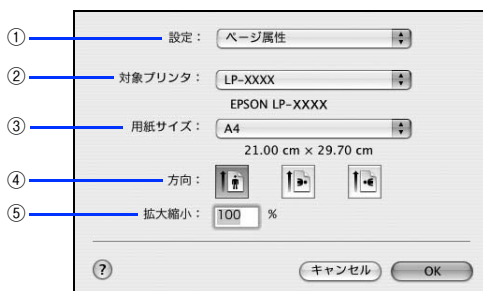 ① 設定： ページ属性
② 対象プリンタ： LP-XXXX
EPSON LP-XXXX
③ 用紙サイズ： A4
21.00 cm × 29.70 cm
④ 方向：
⑤ 拡大縮小： 100 %
? キャンセル OK